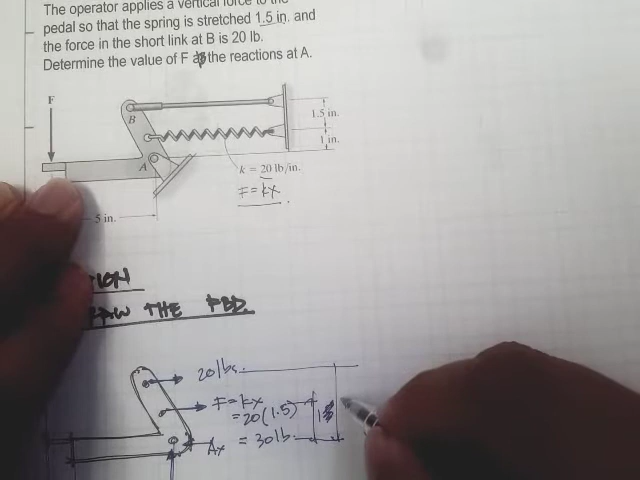 The operator applies a vertical force to the
pedal so that the spring is stretched 1.5 in. and
the force in the short link at B is 20 lb.
Determine the value of F the reactions at A.
F
B
1.5 in.
1 in.
A
k = 20 lb/in.
F=kx
5 in.
THE FBD.
20lbs.
F=kx
=20(1.5)
Ax = 30lb.